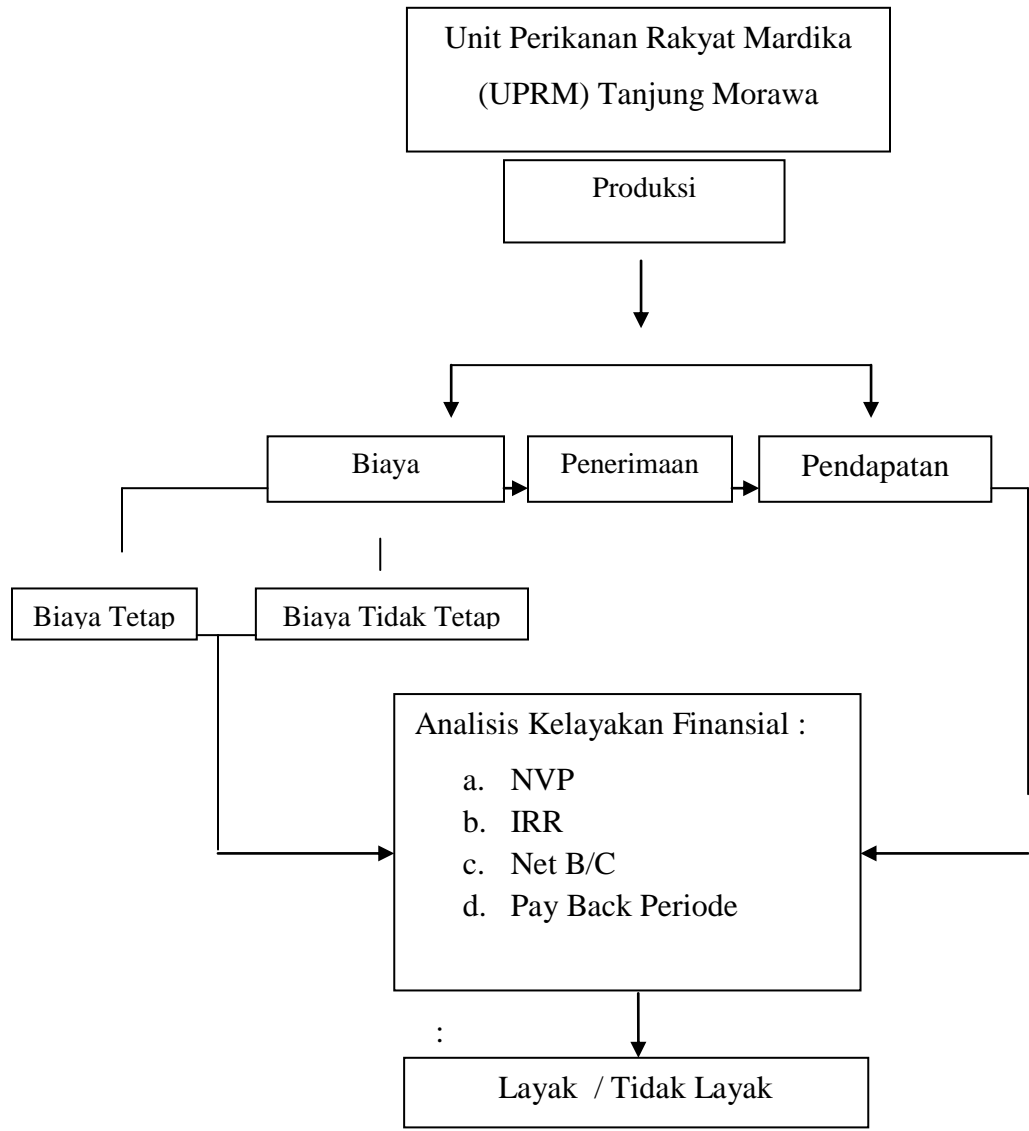 Unit Perikanan Rakyat Mardika
(UPRM) Tanjung Morawa
Produksi
Biaya
Penerimaan
Pendapatan
Biaya Tetap
Biaya Tidak Tetap
Analisis Kelayakan Finansial :
a. NVP
b. IRR
c. Net B/C
d. Pay Back Periode
:
Layak / Tidak Layak